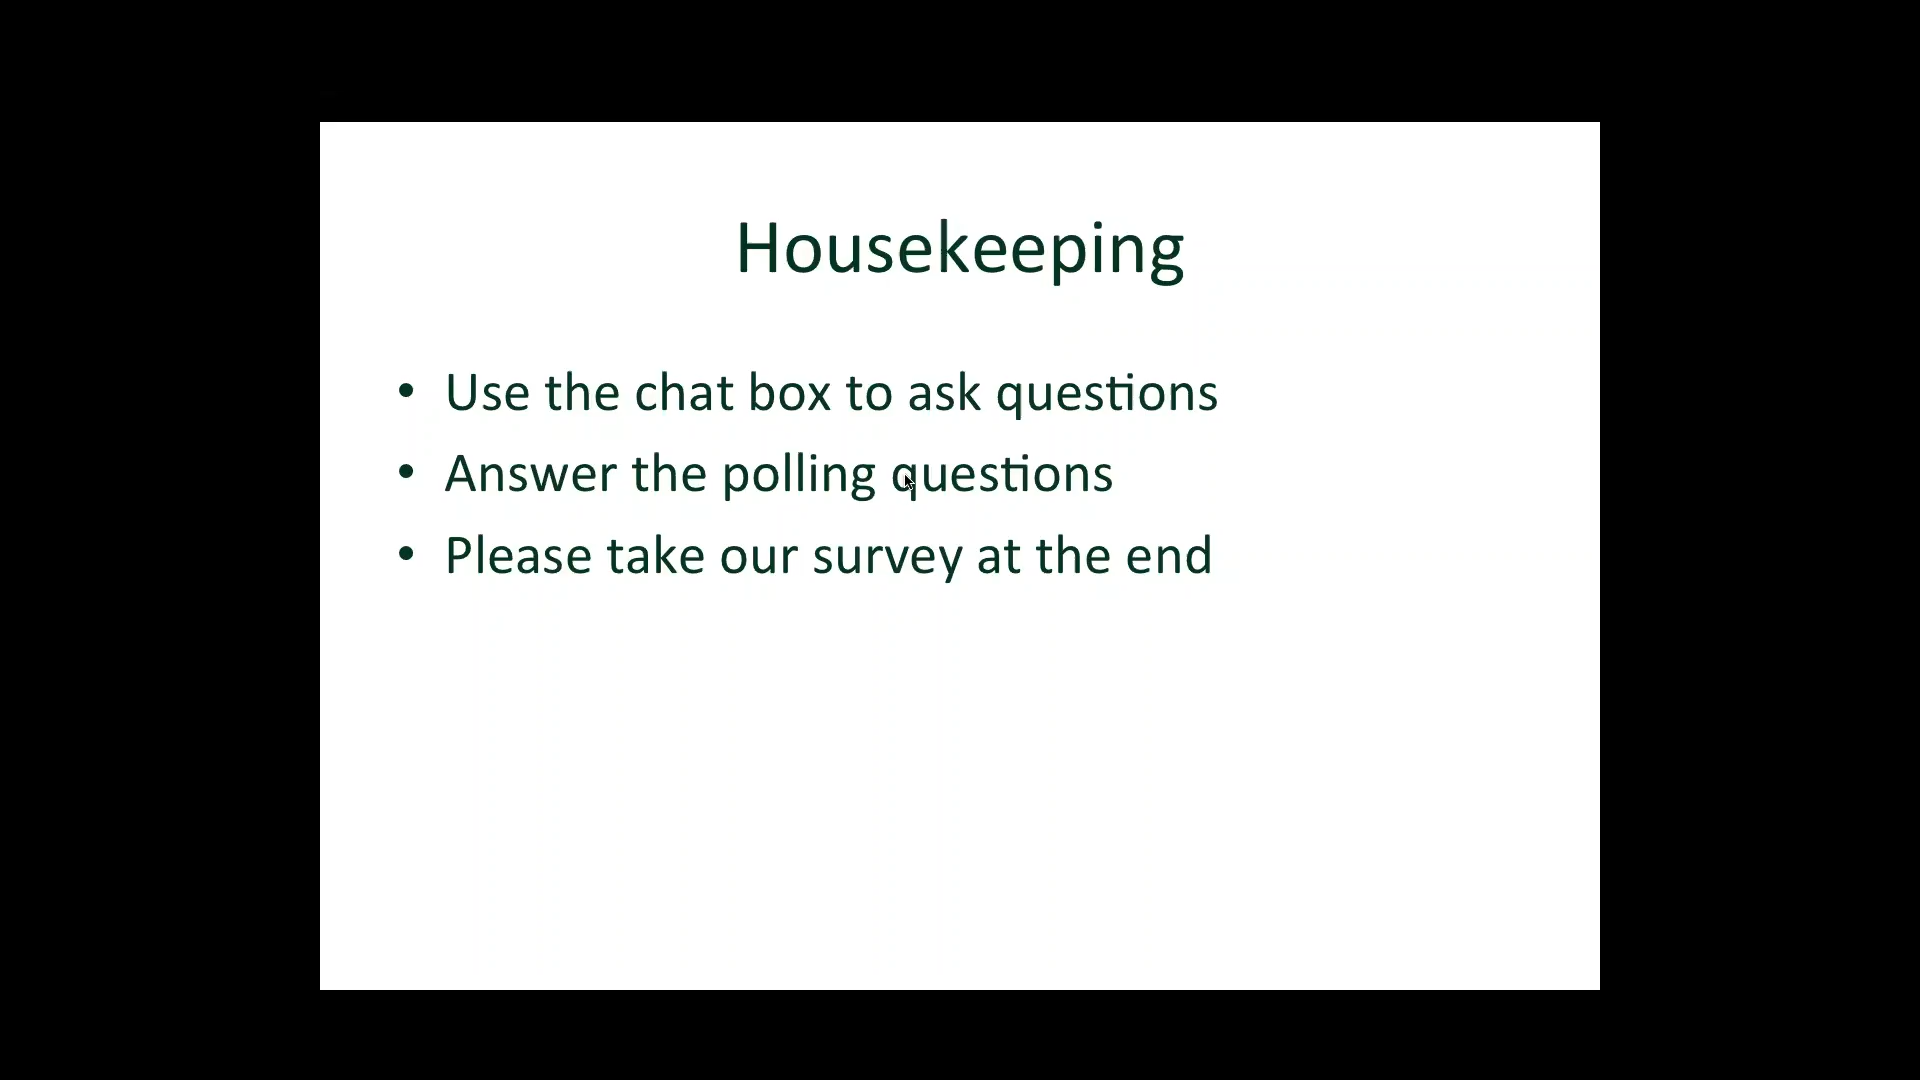 Housekeeping
• Use the chat box to ask questions
• Answer the polling questions
• Please take our survey at the end